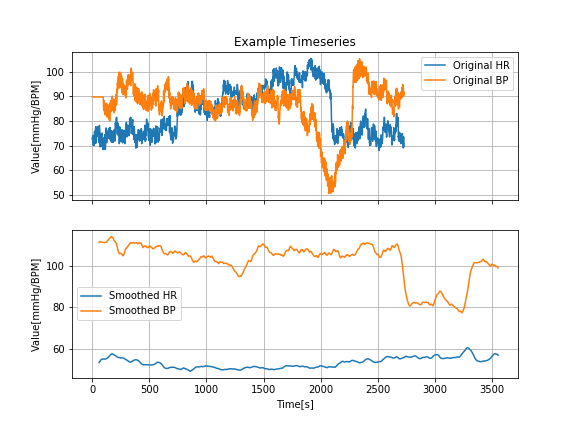 Example Timeseries
Original HR
Original BP
Value[mmHg/BPM]
100
90
80
70
60
50
Smoothed HR
Smoothed BP
Value[mmHg/BPM]
100
80
60
0 500 1000 1500 2000 2500 3000 3500
Time[s]